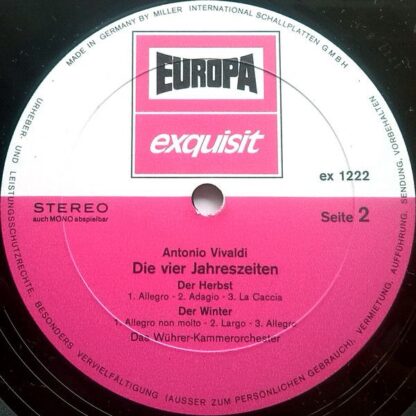 MADE IN GERMANY BY MILLER INTERNATIONAL SCHALLPLATTEN G.M.B.H
EUROPA
exquisit
ex 1222
STEREO
auch MONO abspielbar
Seite 2
Antonio Vivaldi
Die vier Jahreszeiten
Der Herbst
1. Allegro - 2. Adagio - 3. La Caccia
Der Winter
1. Allegro non molto - 2. Largo - 3. Allegro
Das Wührer-Kammerorchester
URHEBER- UND LEISTUNGSSCHUTZRECHTE, BESONDERS VERVIELFÄLTIGUNG (AUSSER ZUM PERSÖNLICHEN GEBRAUCH), VERMIETUNG, AUFFÜHRUNG, SENDUNG, VORBEHALTEN